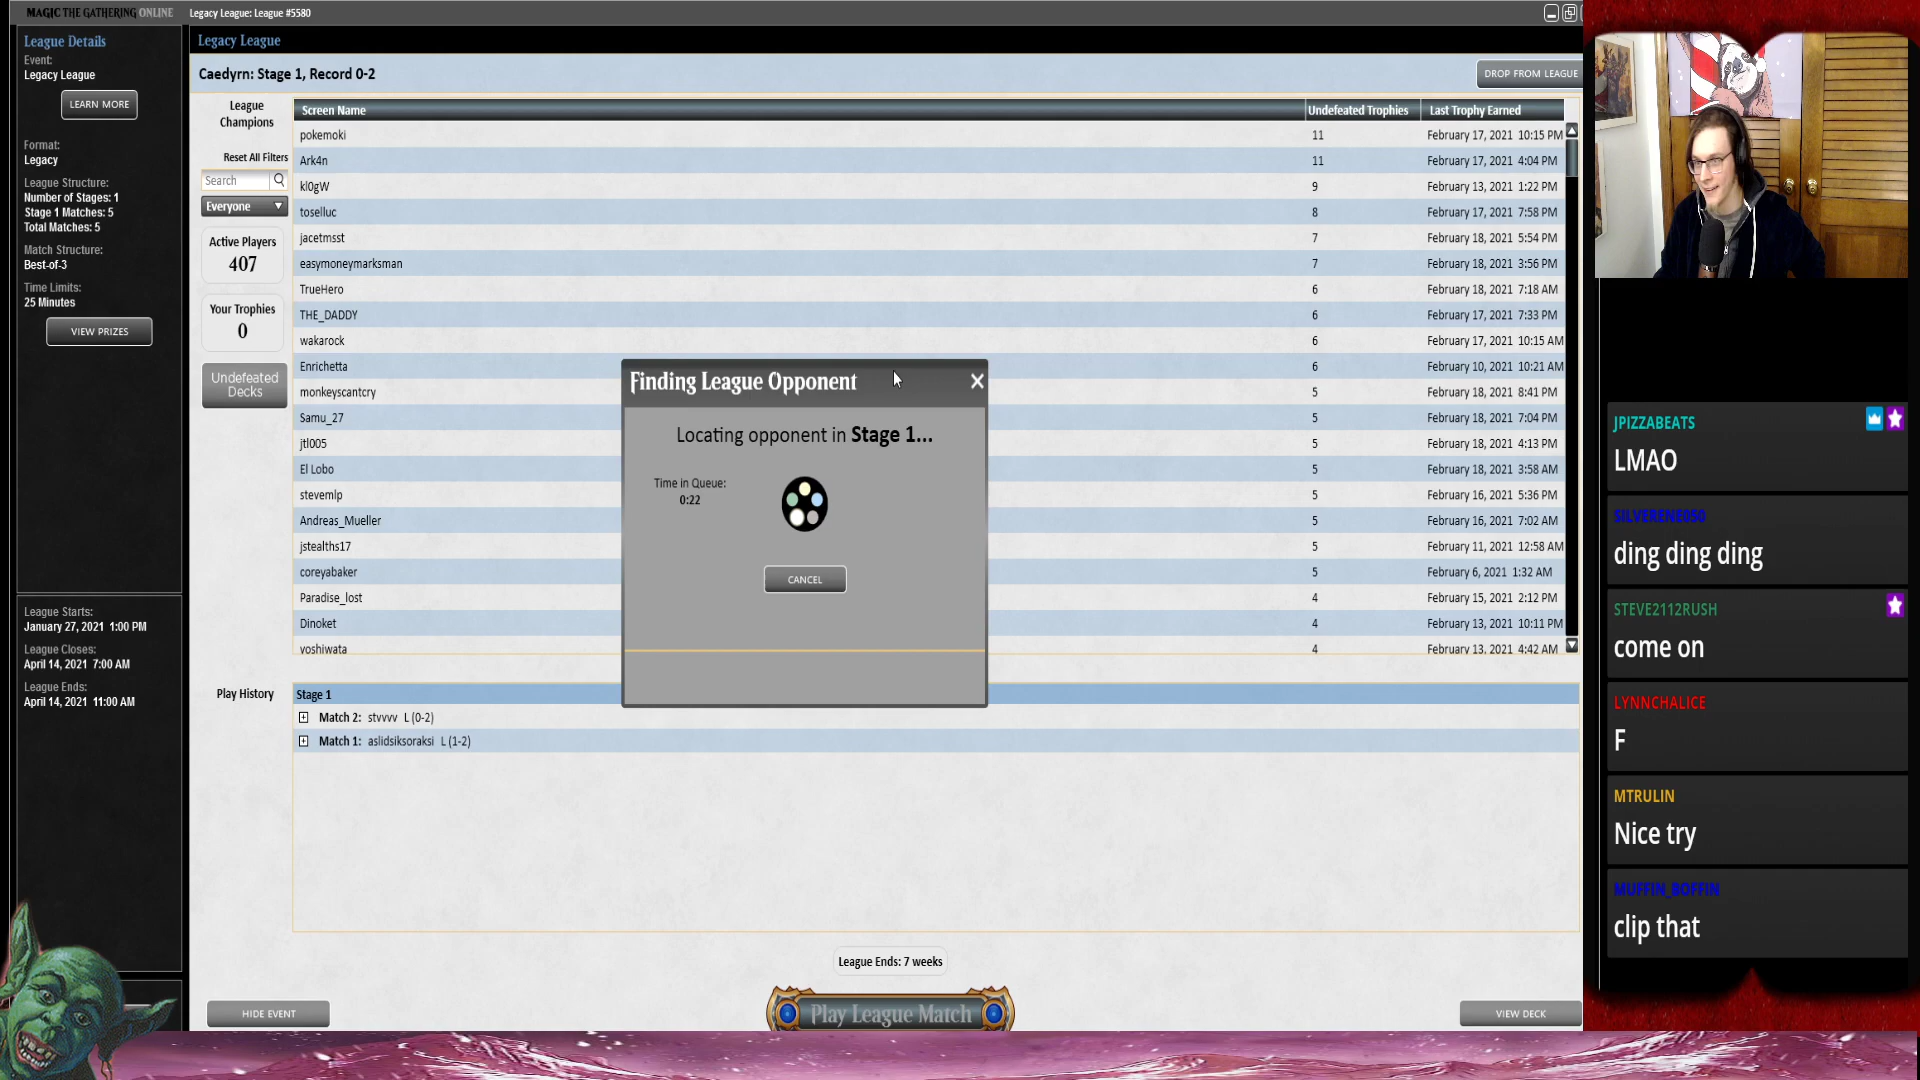 MAGIC THE GATHERING ONLINE
Legacy League: League #5580
League Details
Event:
Legacy League
LEARN MORE
Format:
Legacy
League Structure:
Number of Stages: 1
Stage 1 Matches: 5
Total Matches: 5
Match Structure:
Best-of-3
Time Limits:
25 Minutes
VIEW PRIZES
League Starts:
January 27, 2021 1:00 PM
League Closes:
April 14, 2021 7:00 AM
League Ends:
April 14, 2021 11:00 AM
Legacy League
Caedyrn: Stage 1, Record 0-2
DROP FROM LEAGUE
League
Champions
Reset All Filters
Search
Everyone
Active Players
407
Your Trophies
0
Undefeated
Decks
Screen Name Undefeated Trophies Last Trophy Earned
pokemoki 11 February 17, 2021 10:15 PM
Ark4n 11 February 17, 2021 4:04 PM
kl0gW 9 February 13, 2021 1:22 PM
toselluc 8 February 17, 2021 7:58 PM
jacetmsst 7 February 18, 2021 5:54 PM
easymoneymarksman 7 February 18, 2021 3:56 PM
TrueHero 6 February 18, 2021 7:18 AM
THE_DADDY 6 February 17, 2021 7:33 PM
wakarock 6 February 17, 2021 10:15 AM
Enrichetta 6 February 10, 2021 10:21 AM
monkeyscantcry 5 February 18, 2021 8:41 PM
Samu_27 5 February 18, 2021 7:04 PM
jtl005 5 February 18, 2021 4:13 PM
El Lobo 5 February 18, 2021 3:58 AM
stevemlp 5 February 16, 2021 5:36 PM
Andreas_Mueller 5 February 16, 2021 7:02 AM
jstealths17 5 February 11, 2021 12:58 AM
coreyabaker 5 February 6, 2021 1:32 AM
Paradise_lost 4 February 15, 2021 2:12 PM
Dinoket 4 February 13, 2021 10:11 PM
yoshiwata 4 February 13, 2021 4:42 AM
Finding League Opponent
Locating opponent in Stage 1...
Time in Queue:
0:22
CANCEL
Play History
Stage 1
Match 2: stvvvv L (0-2)
Match 1: aslidsiksoraksi L (1-2)
League Ends: 7 weeks
HIDE EVENT
Play League Match
VIEW DECK
JPIZZABEATS
LMAO
SILVERENE050
ding ding ding
STEVE2112RUSH
come on
LYNNCHALICE
F
MTRULIN
Nice try
MUFFIN_BOFFIN
clip that